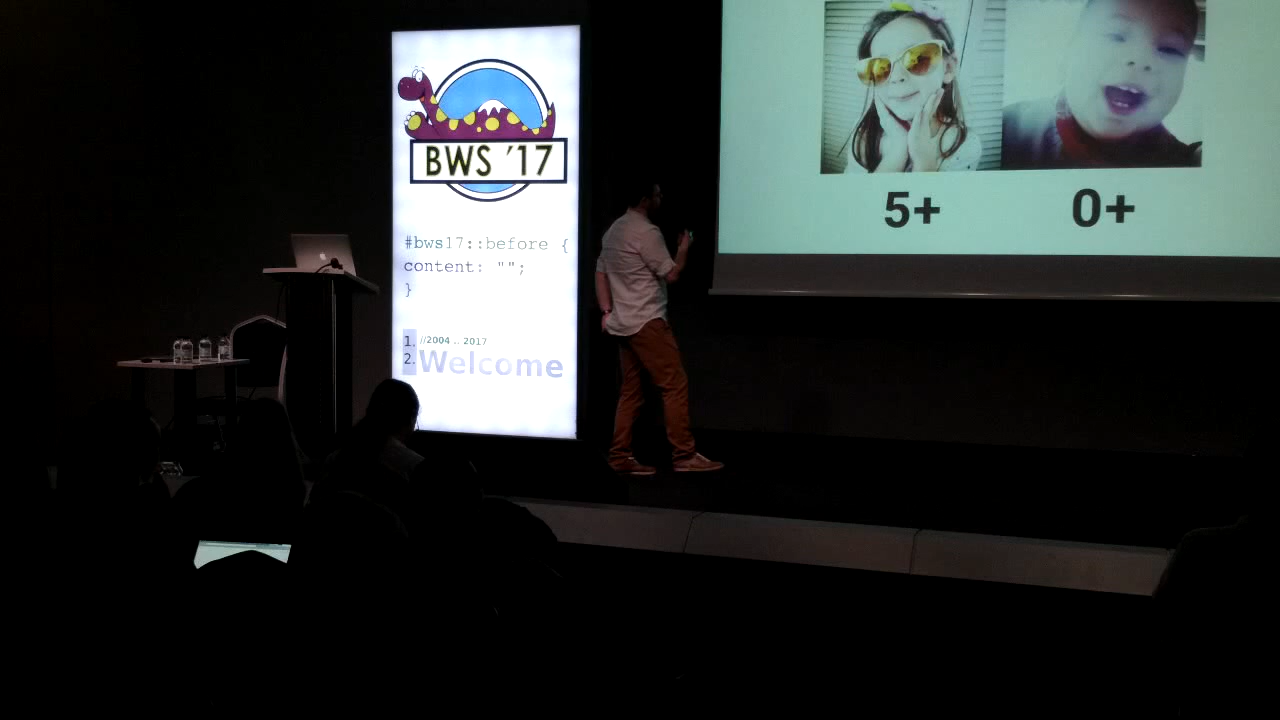 BWS '17
#bws17::before {
content: "";
}
1. //2004 .. 2017
2. Welcome
5+ 0+